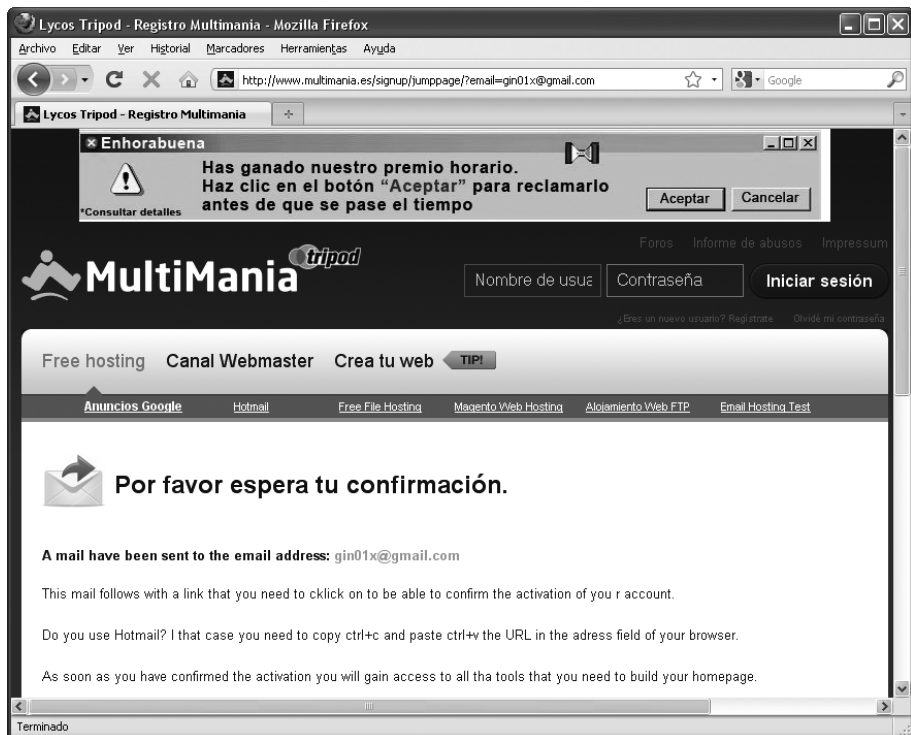 Lycos Tripod - Registro Multimania - Mozilla Firefox
Archivo Editar Ver Historial Marcadores Herramientas Ayuda
http://www.multimania.es/signup/jumppage/?email=gin01x@gmail.com Google
Lycos Tripod - Registro Multimania
Enhorabuena
Has ganado nuestro premio horario.
Haz clic en el botón “Aceptar” para reclamarlo
antes de que se pase el tiempo
*Consultar detalles
Aceptar Cancelar
Foros Informe de abusos Impressum
MultiMania tripod
Nombre de usua Contraseña Iniciar sesión
¿Eres un nuevo usuario? Regístrate Olvidé mi contraseña
Free hosting Canal Webmaster Crea tu web TIP!
Anuncios Google Hotmail Free File Hosting Magento Web Hosting Alojamiento Web FTP Email Hosting Test
Por favor espera tu confirmación.
A mail have been sent to the email address: gin01x@gmail.com
This mail follows with a link that you need to cklick on to be able to confirm the activation of you r account.
Do you use Hotmail? I that case you need to copy ctrl+c and paste ctrl+v the URL in the adress field of your browser.
As soon as you have confirmed the activation you will gain access to all tha tools that you need to build your homepage.
Terminado